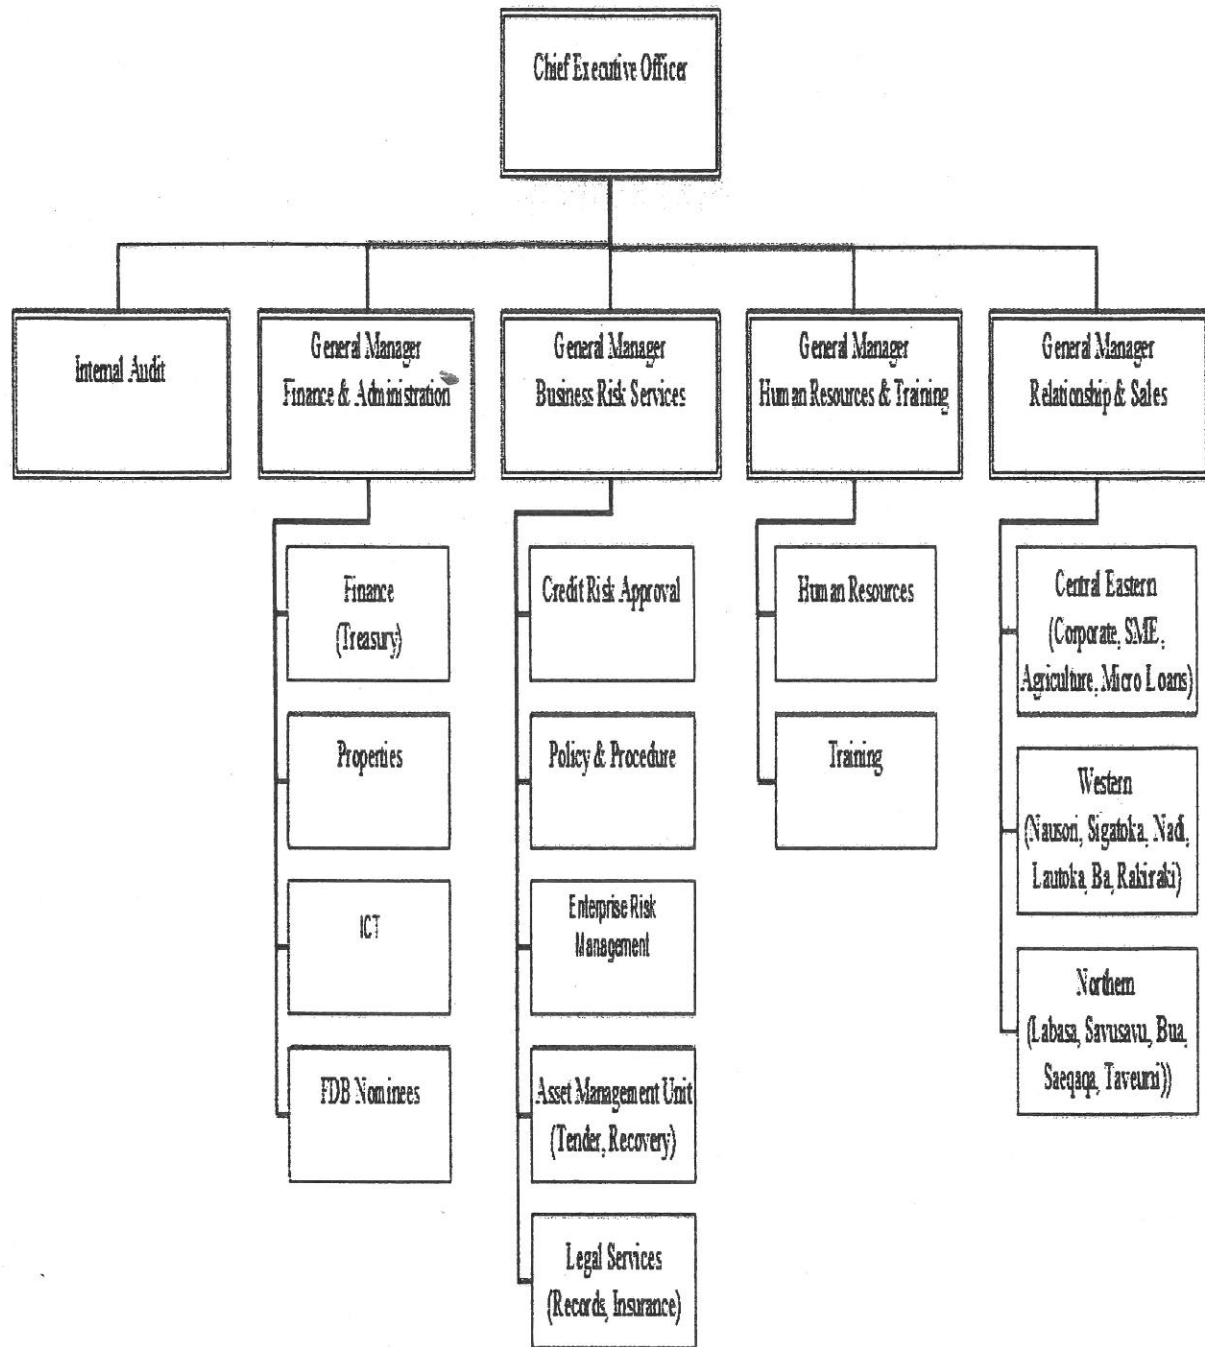 Chief Executive Officer
Internal Audit
General Manager
Finance & Administration
General Manager
Business Risk Services
General Manager
Human Resources & Training
General Manager
Relationship & Sales
Finance
(Treasury)
Properties
ICT
FDB Nominees
Credit Risk Approval
Policy & Procedure
Enterprise Risk
Management
Asset Management Unit
(Tender, Recovery)
Legal Services
(Records, Insurance)
Human Resources
Training
Central Eastern
(Corporate, SME,
Agriculture, Micro Loans)
Western
(Nausori, Sigatoka, Nadi,
Lautoka, Ba, Rakiraki)
Northern
(Labasa, Savusavu, Bua,
Saeqaqa, Taveuni))